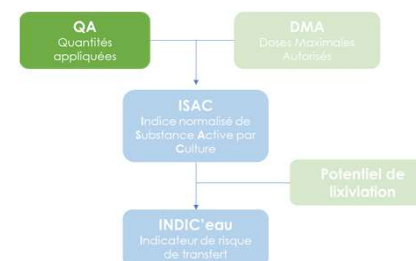 QA
Quantités
appliquées
DMA
Doses Maximales
Autorisés
ISAC
Indice normalisé de
Substance Active par
Culture
Potentiel de
lixiviation
INDIC'eau
Indicateur de risque
de transfert